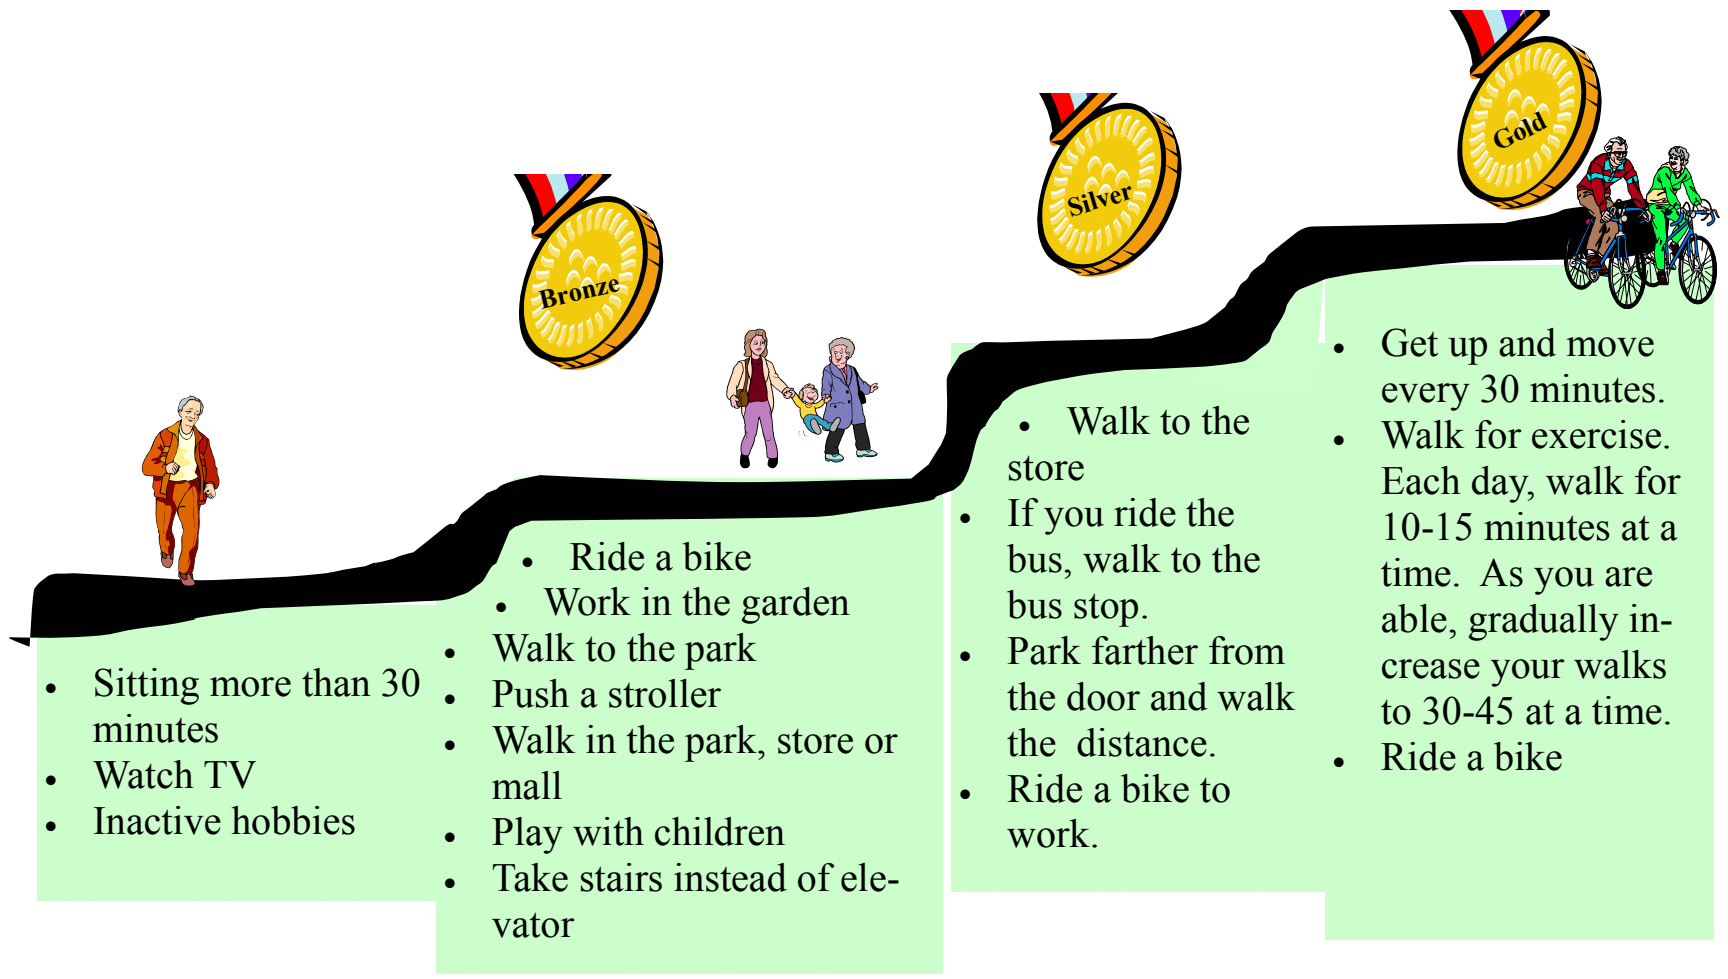 Bronze
Silver
Gold
• Sitting more than 30
minutes
• Watch TV
• Inactive hobbies
• Ride a bike
• Work in the garden
• Walk to the park
• Push a stroller
• Walk in the park, store or
mall
• Play with children
• Take stairs instead of ele-
vator
• Walk to the
store
• If you ride the
bus, walk to the
bus stop.
• Park farther from
the door and walk
the  distance.
• Ride a bike to
work.
• Get up and move
every 30 minutes.
• Walk for exercise.
Each day, walk for
10-15 minutes at a
time.  As you are
able, gradually in-
crease your walks
to 30-45 at a time.
• Ride a bike